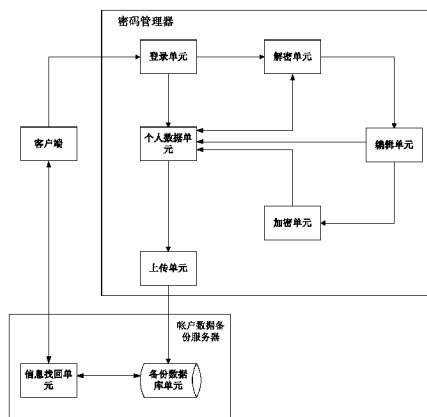 密码管理器
登录单元
解密单元
客户端
个人数据单
元
编辑单元
加密单元
上传单元
帐户数据备
份服务器
信息找回单
元
备份数据
库单元